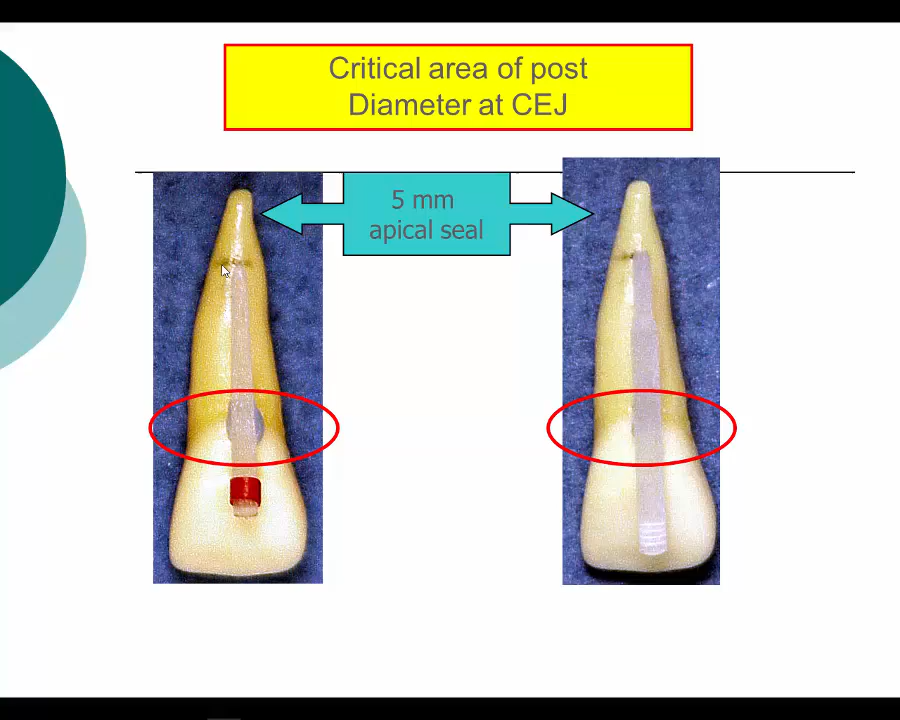 Critical area of post
Diameter at CEJ
5 mm
apical seal